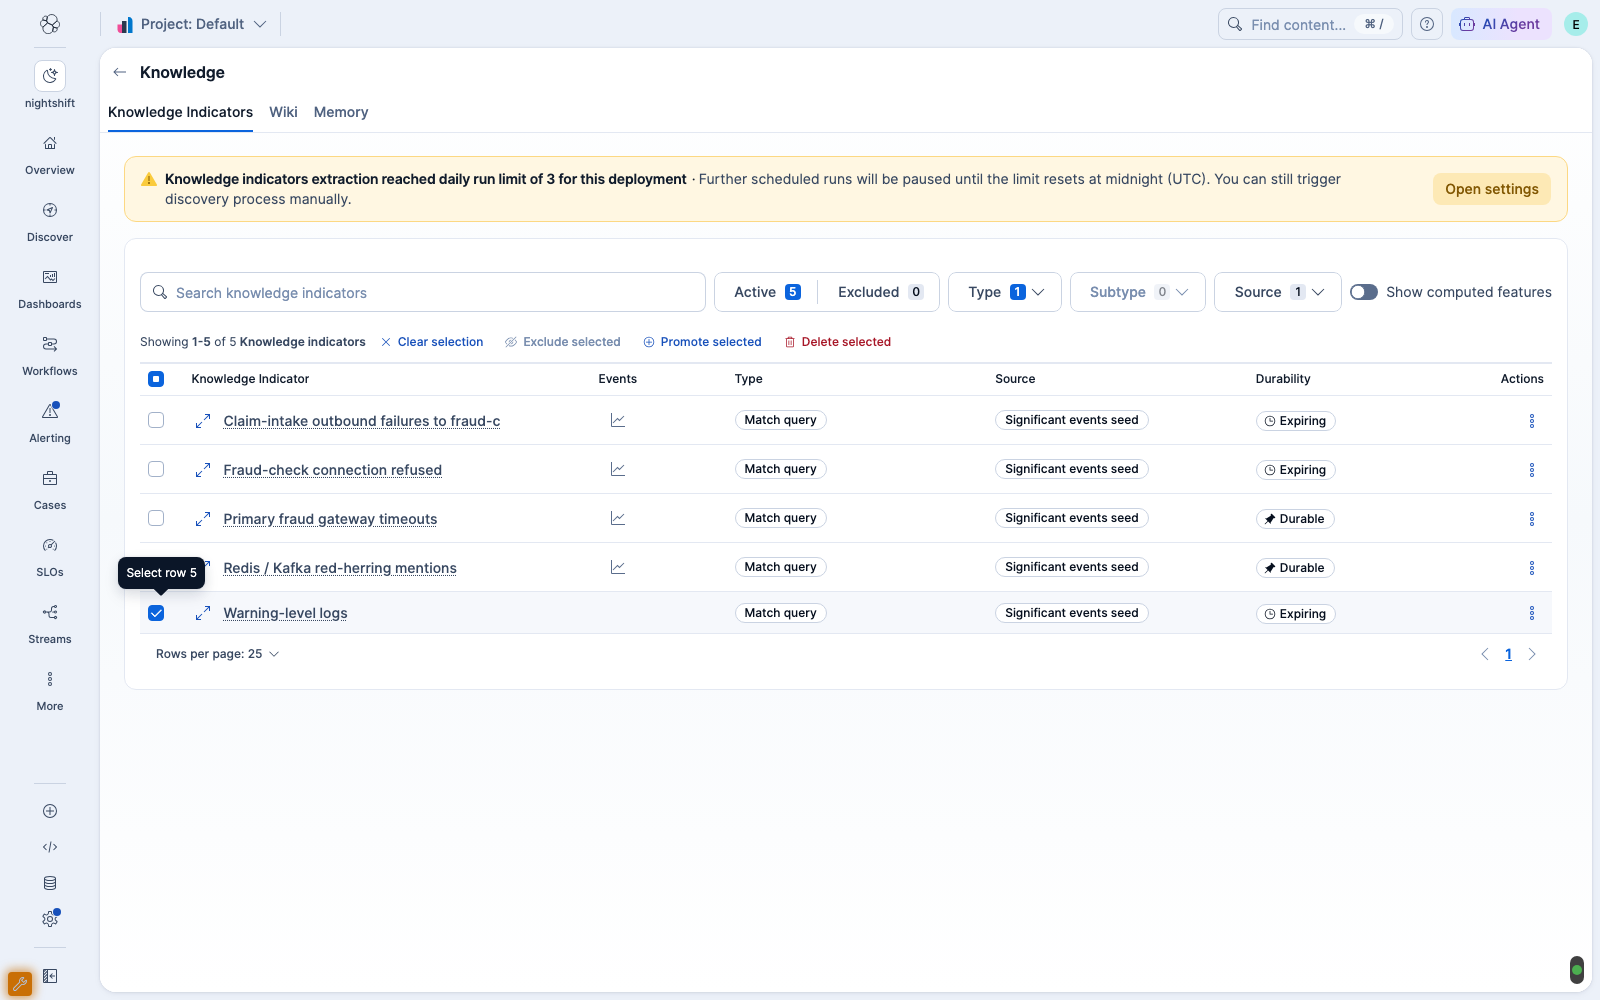 Project: Default
Find content...
⌘ /
AI Agent
E
nightshift
Overview
Discover
Dashboards
Workflows
Alerting
Cases
SLOs
Streams
More
Knowledge
Knowledge Indicators
Wiki
Memory
Knowledge indicators extraction reached daily run limit of 3 for this deployment · Further scheduled runs will be paused until the limit resets at midnight (UTC). You can still trigger
discovery process manually.
Open settings
Search knowledge indicators
Active 5
Excluded 0
Type 1
Subtype 0
Source 1
Show computed features
Showing 1-5 of 5 Knowledge indicators
Clear selection
Exclude selected
Promote selected
Delete selected
Knowledge Indicator Events Type Source Durability Actions
Claim-intake outbound failures to fraud-c Match query Significant events seed Expiring
Fraud-check connection refused Match query Significant events seed Expiring
Primary fraud gateway timeouts Match query Significant events seed Durable
Redis / Kafka red-herring mentions Match query Significant events seed Durable
Select row 5
Warning-level logs Match query Significant events seed Expiring
Rows per page: 25
1